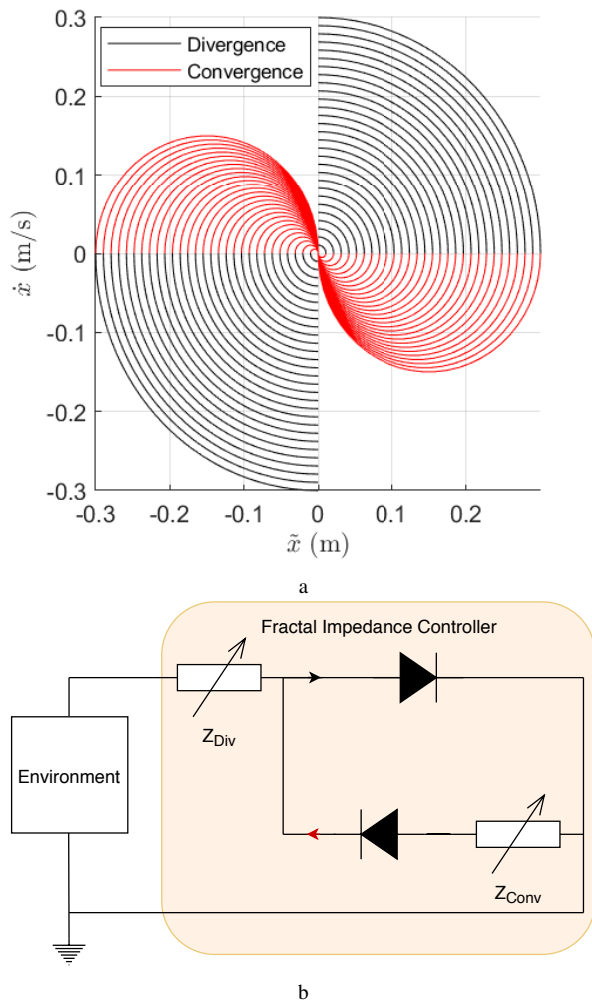 0.3
Divergence
Convergence
0.2
0.1
0
-0.1
-0.2
-0.3
ẋ (m/s)
-0.3 -0.2 -0.1 0 0.1 0.2
x̃ (m)
a
Fractal Impedance Controller
Z_Div
Environment
Z_Conv
b